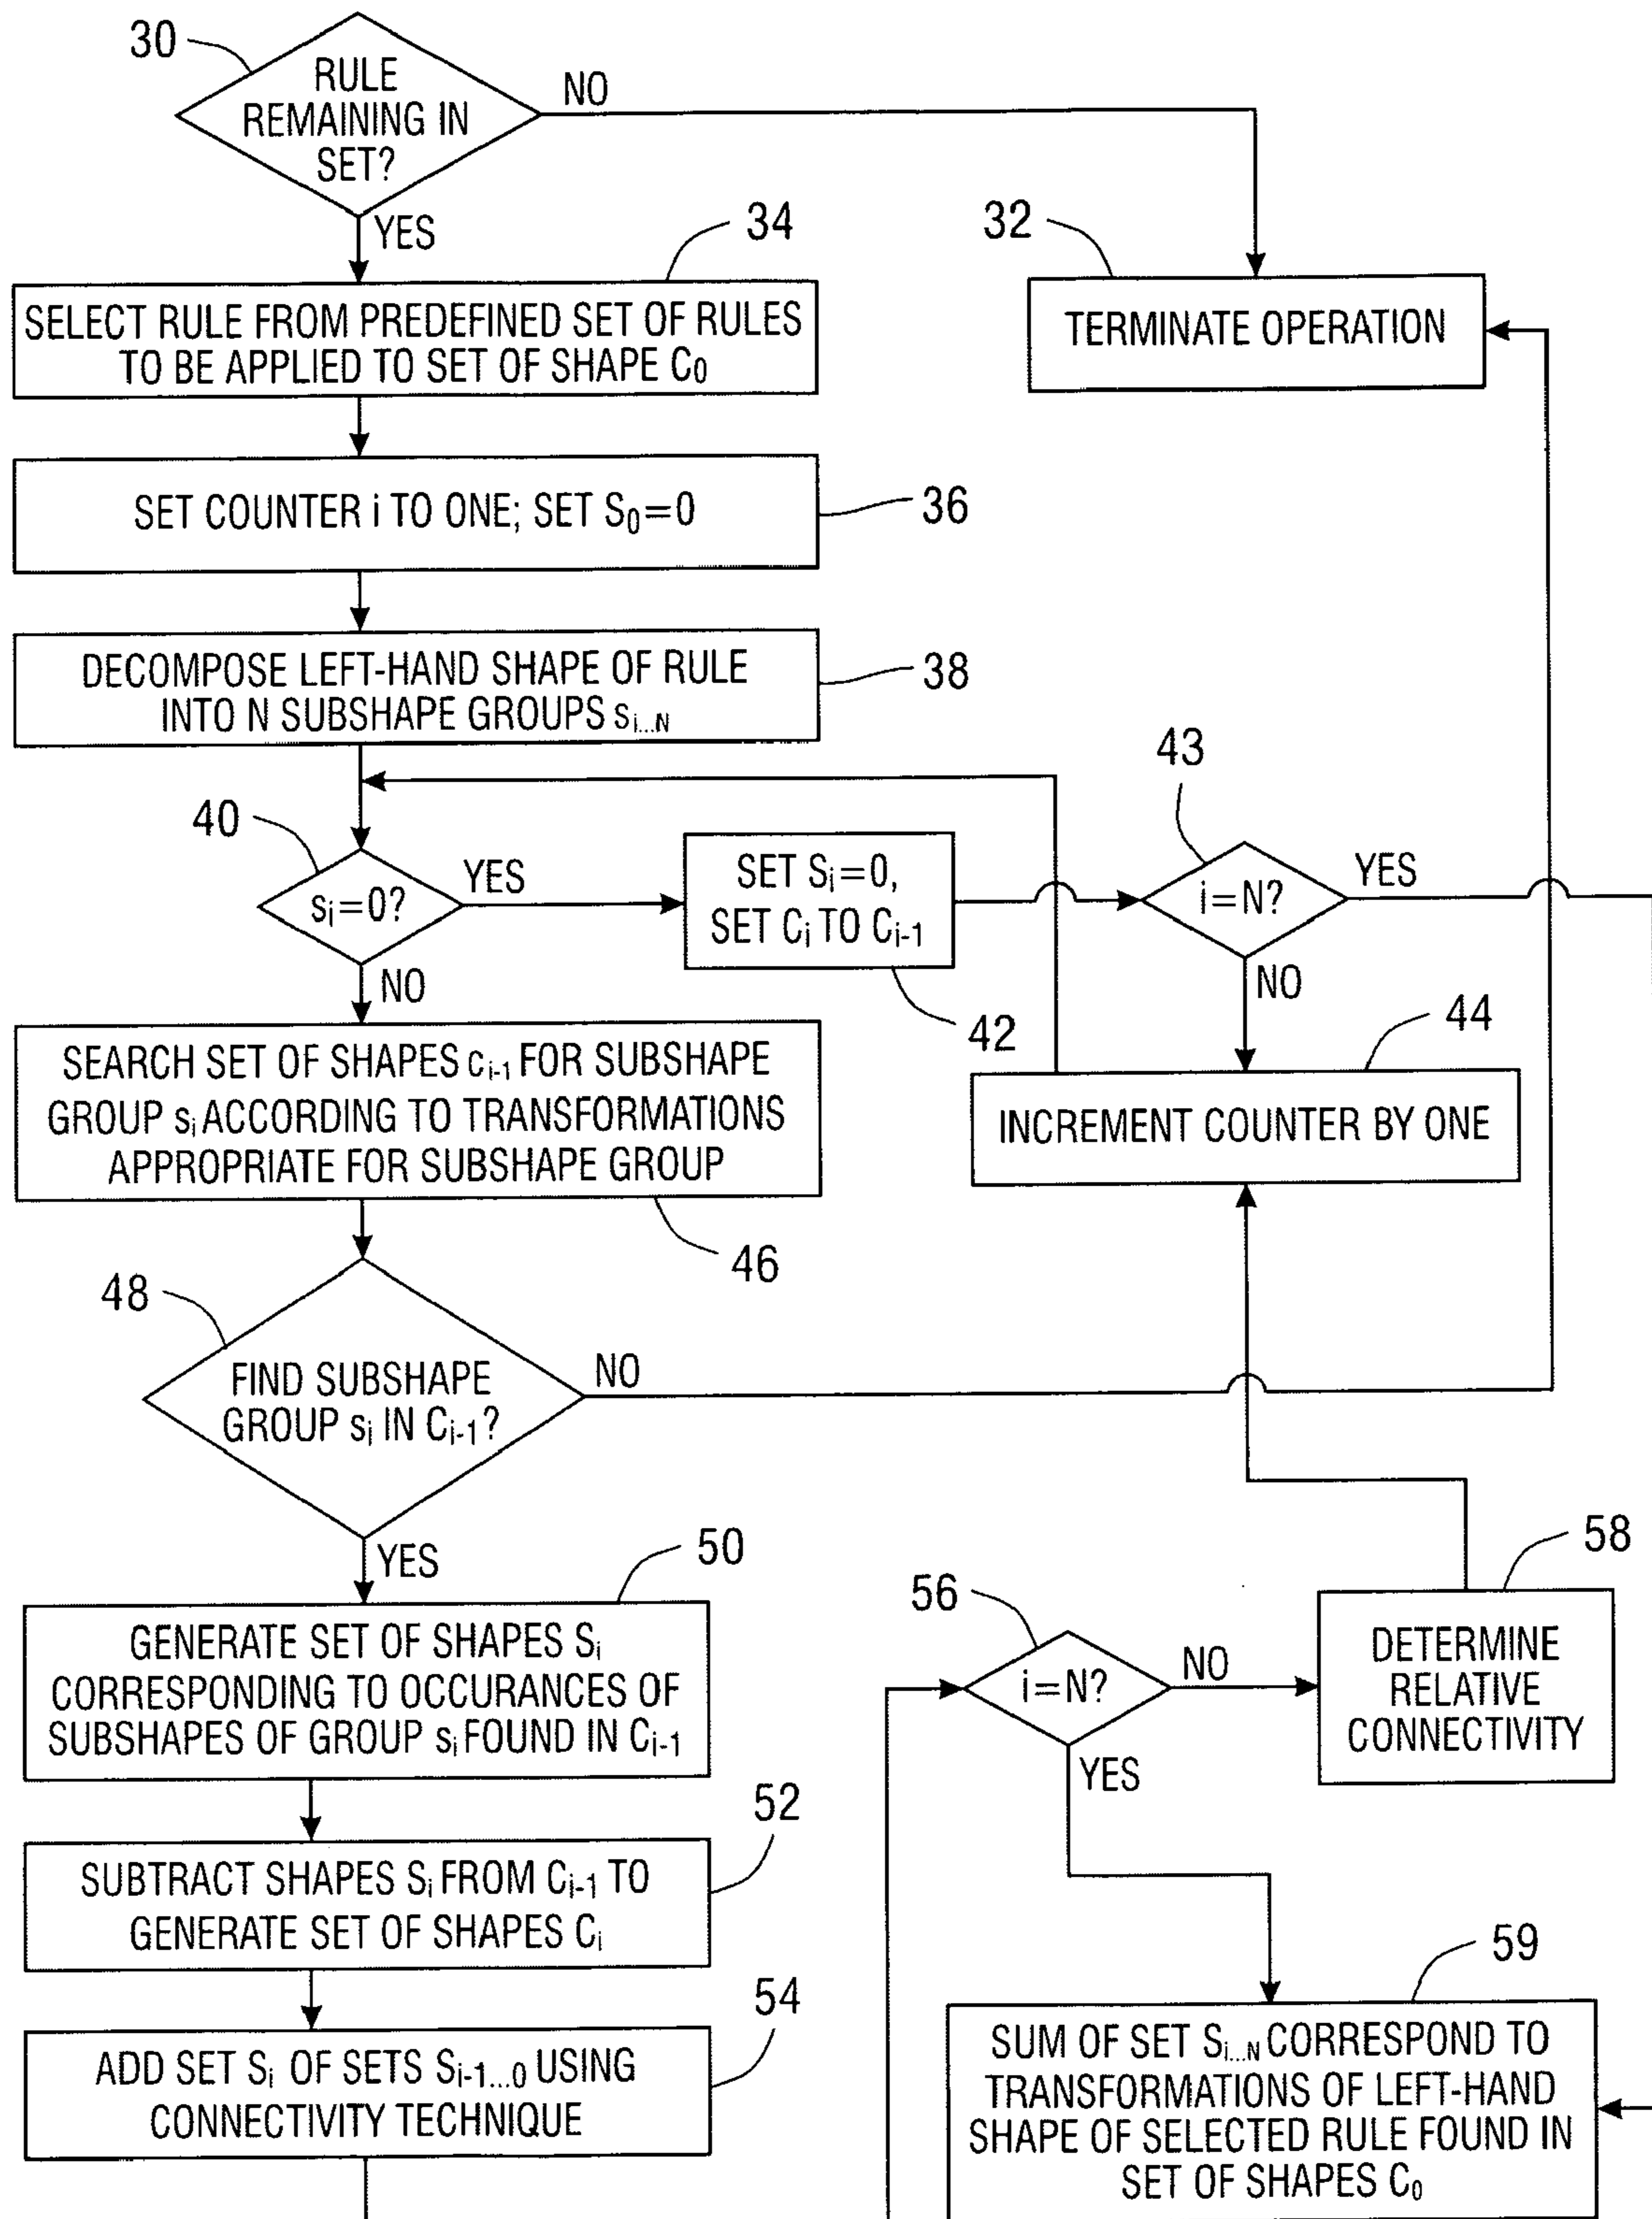 30
RULE
REMAINING IN
SET?
NO
YES
34
SELECT RULE FROM PREDEFINED SET OF RULES
TO BE APPLIED TO SET OF SHAPE C₀
32
TERMINATE OPERATION
SET COUNTER i TO ONE; SET S₀=0
36
DECOMPOSE LEFT-HAND SHAPE OF RULE
INTO N SUBSHAPE GROUPS sᵢ...N
38
40
sᵢ=0?
YES
NO
SET Sᵢ=0,
SET Cᵢ TO Cᵢ₋₁
42
43
i=N?
YES
NO
44
INCREMENT COUNTER BY ONE
SEARCH SET OF SHAPES cᵢ₋₁ FOR SUBSHAPE
GROUP sᵢ ACCORDING TO TRANSFORMATIONS
APPROPRIATE FOR SUBSHAPE GROUP
46
48
FIND SUBSHAPE
GROUP sᵢ IN Cᵢ₋₁?
NO
YES
50
GENERATE SET OF SHAPES Sᵢ
CORRESPONDING TO OCCURANCES OF
SUBSHAPES OF GROUP sᵢ FOUND IN Cᵢ₋₁
52
SUBTRACT SHAPES Sᵢ FROM Cᵢ₋₁ TO
GENERATE SET OF SHAPES Cᵢ
54
ADD SET Sᵢ OF SETS Sᵢ₋₁...₀ USING
CONNECTIVITY TECHNIQUE
56
i=N?
NO
YES
58
DETERMINE
RELATIVE
CONNECTIVITY
59
SUM OF SET Sᵢ...N CORRESPOND TO
TRANSFORMATIONS OF LEFT-HAND
SHAPE OF SELECTED RULE FOUND IN
SET OF SHAPES C₀